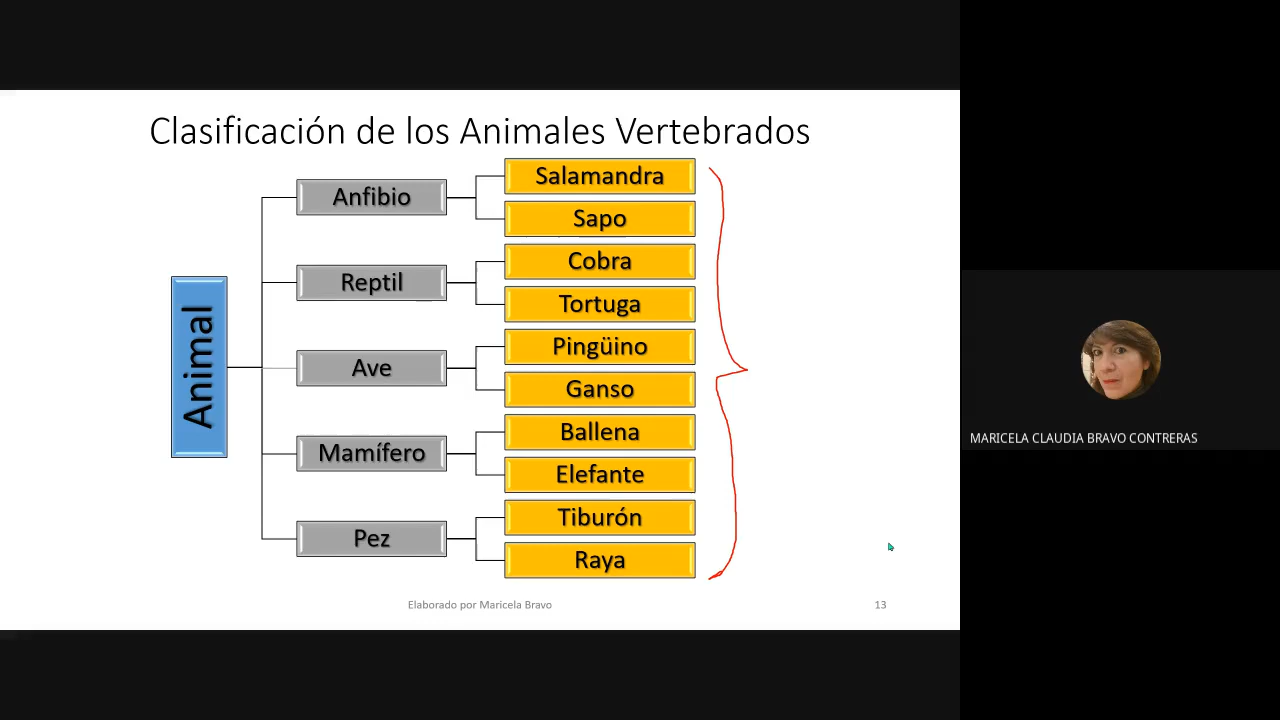 Clasificación de los Animales Vertebrados
Animal
Anfibio
Salamandra
Sapo
Reptil
Cobra
Tortuga
Ave
Pingüino
Ganso
Mamífero
Ballena
Elefante
Pez
Tiburón
Raya
Elaborado por Maricela Bravo
13
MARICELA CLAUDIA BRAVO CONTRERAS